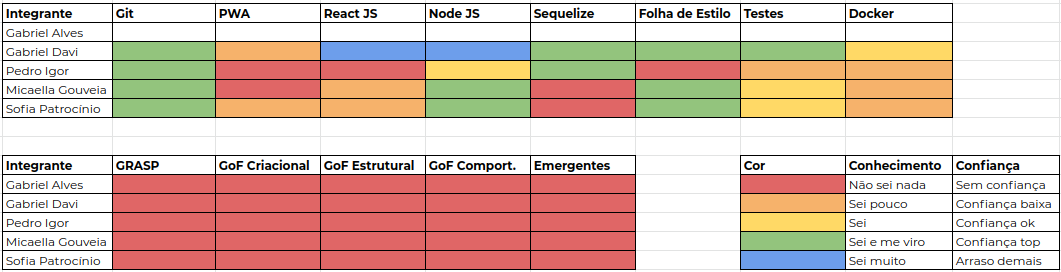 Integrante Git PWA React JS Node JS Sequelize Folha de Estilo Testes Docker
Gabriel Alves
Gabriel Davi
Pedro Igor
Micaella Gouveia
Sofia Patrocínio
Integrante GRASP GoF Criacional GoF Estrutural GoF Comport. Emergentes Cor Conhecimento Confiança
Gabriel Alves Não sei nada Sem confiança
Gabriel Davi Sei pouco Confiança baixa
Pedro Igor Sei Confiança ok
Micaella Gouveia Sei e me viro Confiança top
Sofia Patrocínio Sei muito Arraso demais